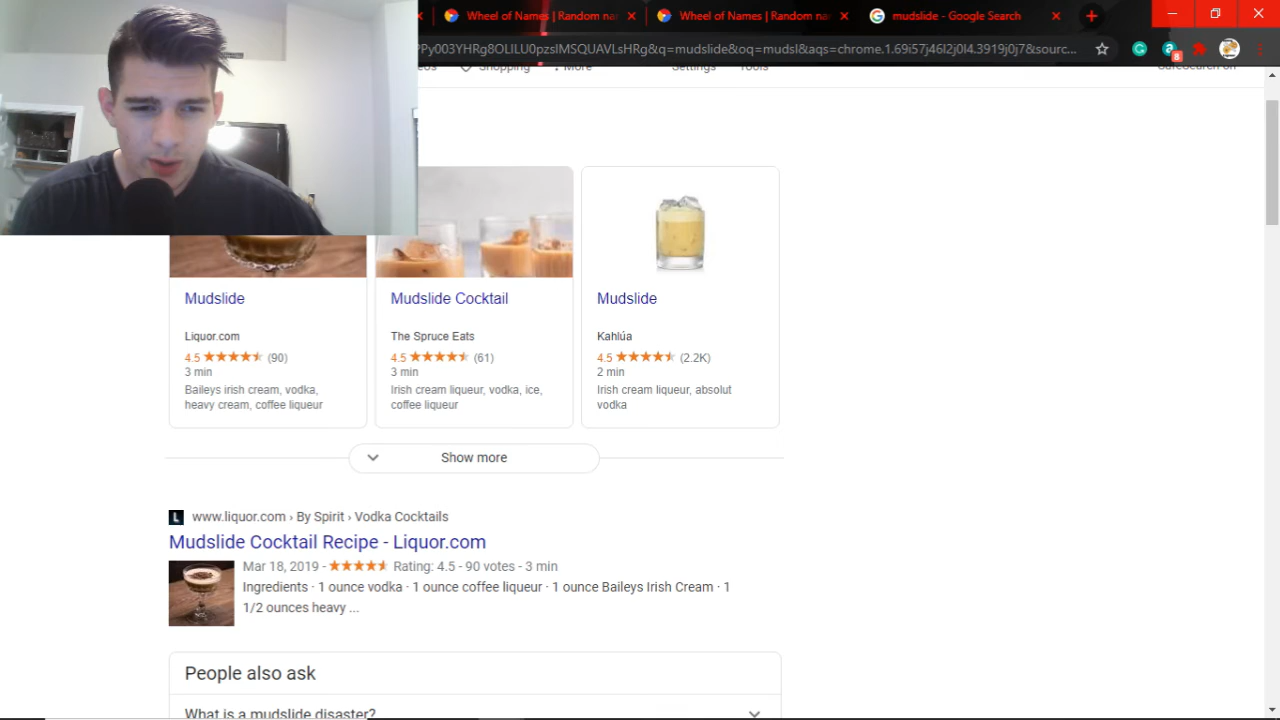 Wheel of Names | Random na
Wheel of Names | Random na
mudslide - Google Search
PPy003YHRg8OLILU0pzsIMSQUAVLsHRg&q=mudslide&oq=mudsl&aqs=chrome.1.69i57j46l2j0l4.3919j0j7&sourc...
8
Shopping
More
Settings
Tools
SafeSearch on
Mudslide
Mudslide Cocktail
Mudslide
Liquor.com
The Spruce Eats
Kahlúa
4.5 (90)
4.5 (61)
4.5 (2.2K)
3 min
3 min
2 min
Baileys irish cream, vodka,
heavy cream, coffee liqueur
Irish cream liqueur, vodka, ice,
coffee liqueur
Irish cream liqueur, absolut
vodka
Show more
L
www.liquor.com › By Spirit › Vodka Cocktails
Mudslide Cocktail Recipe - Liquor.com
Mar 18, 2019 - Rating: 4.5 - 90 votes - 3 min
Ingredients · 1 ounce vodka · 1 ounce coffee liqueur · 1 ounce Baileys Irish Cream · 1
1/2 ounces heavy ...
People also ask
What is a mudslide disaster?